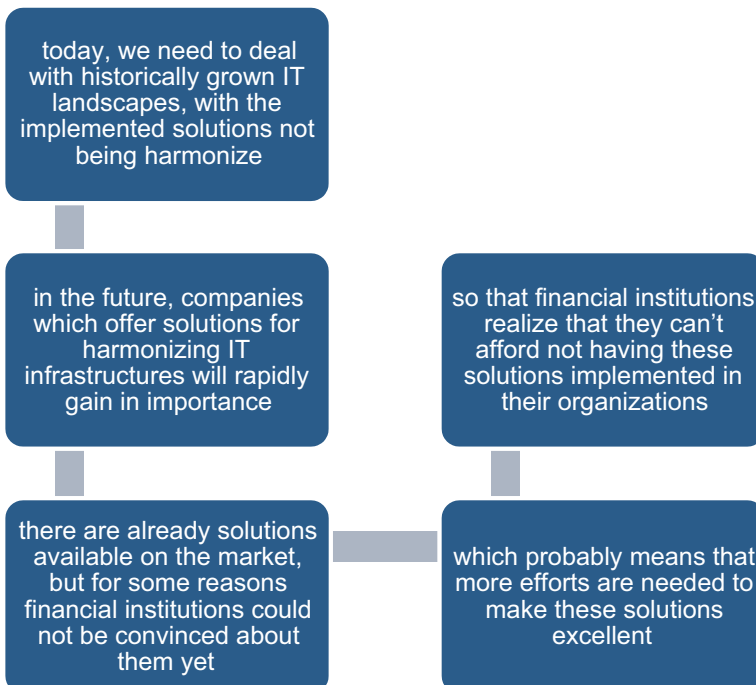 today, we need to deal
with historically grown IT
landscapes, with the
implemented solutions not
being harmonize
in the future, companies
which offer solutions for
harmonizing IT
infrastructures will rapidly
gain in importance
there are already solutions
available on the market,
but for some reasons
financial institutions could
not be convinced about
them yet
which probably means that
more efforts are needed to
make these solutions
excellent
so that financial institutions
realize that they can’t
afford not having these
solutions implemented in
their organizations